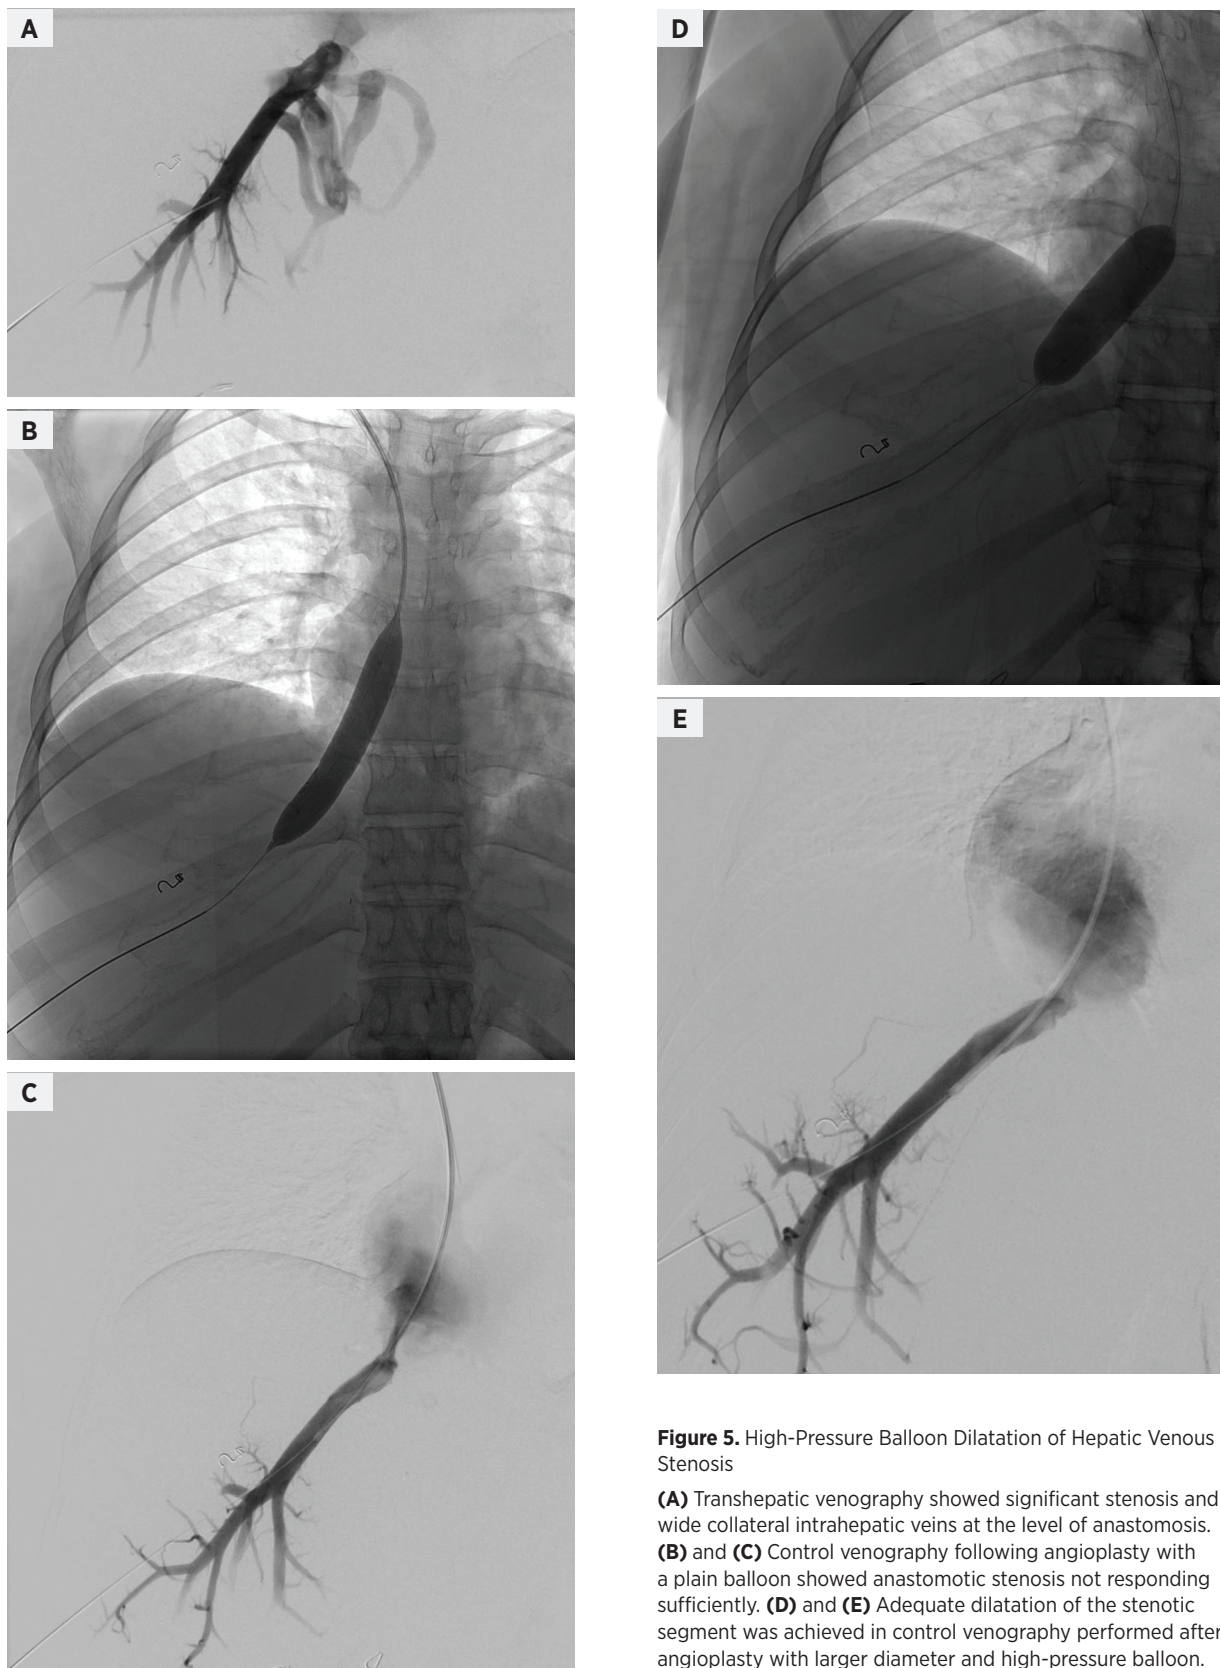 A
B
C
D
E
Figure 5. High-Pressure Balloon Dilatation of Hepatic Venous
Stenosis
(A) Transhepatic venography showed significant stenosis and
wide collateral intrahepatic veins at the level of anastomosis.
(B) and (C) Control venography following angioplasty with
a plain balloon showed anastomotic stenosis not responding
sufficiently. (D) and (E) Adequate dilatation of the stenotic
segment was achieved in control venography performed after
angioplasty with larger diameter and high-pressure balloon.